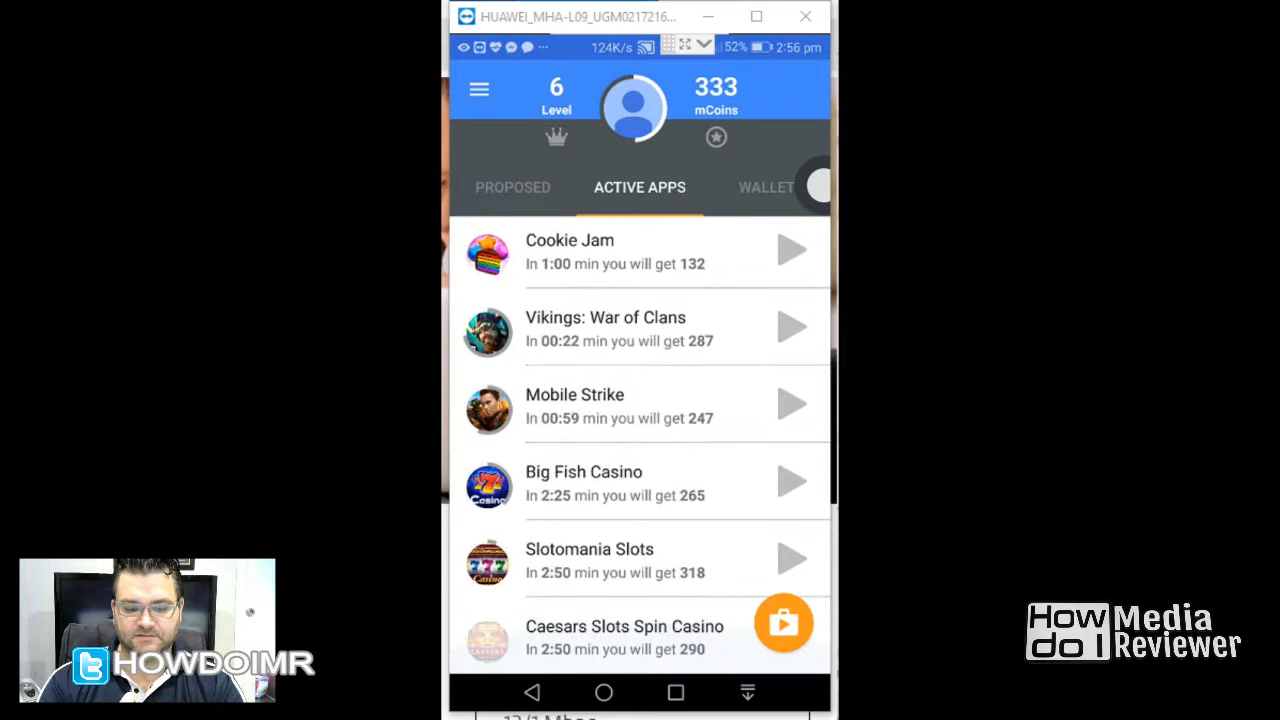 HUAWEI_MHA-L09_UGM0217216...
124K/s 52% 2:56 pm
6 333
Level mCoins
PROPOSED ACTIVE APPS WALLET
Cookie Jam
In 1:00 min you will get 132
Vikings: War of Clans
In 00:22 min you will get 287
Mobile Strike
In 00:59 min you will get 247
Big Fish Casino
In 2:25 min you will get 265
Slotomania Slots
In 2:50 min you will get 318
Caesars Slots Spin Casino
In 2:50 min you will get 290
HOWDOIMR
How do I Media Reviewer